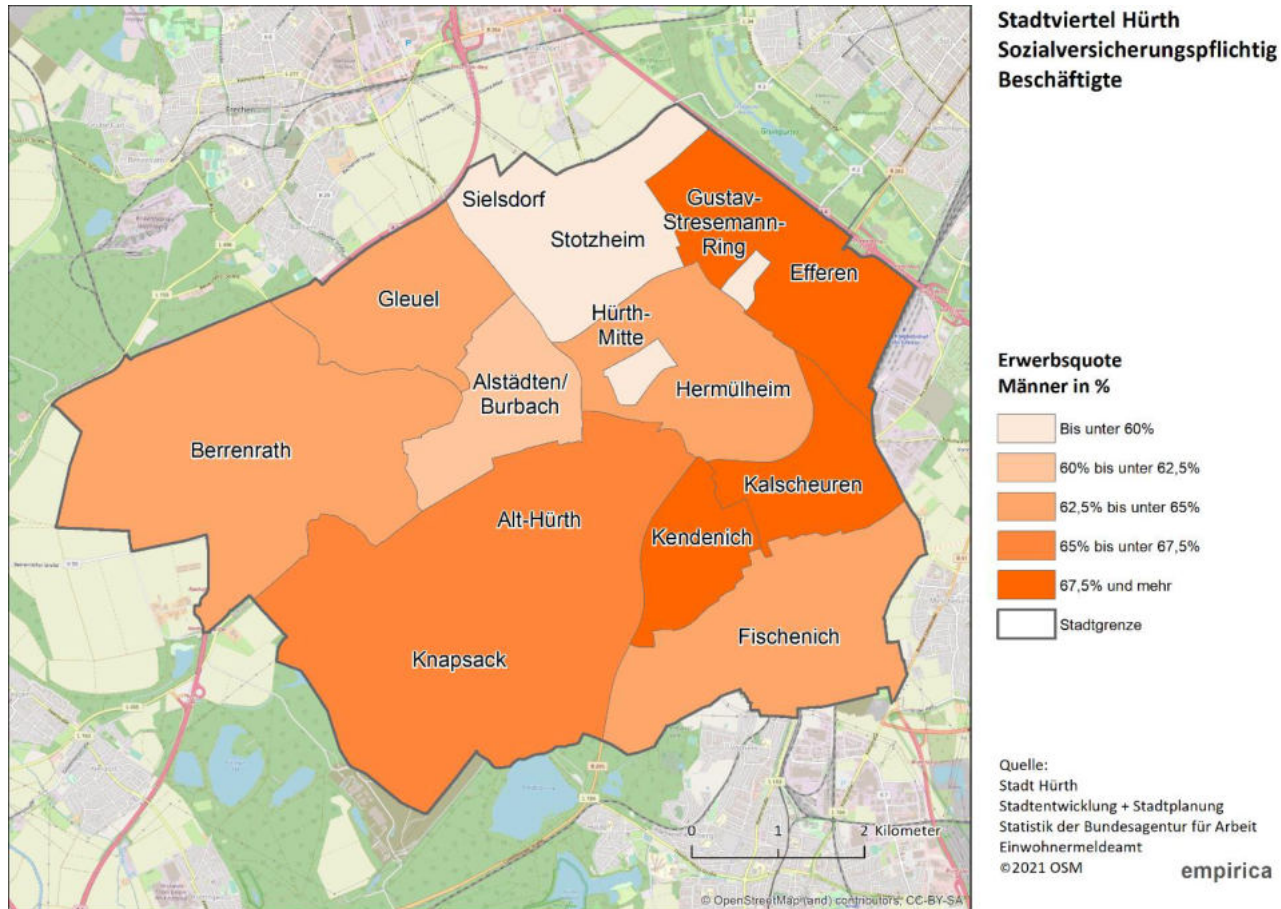 Stadtviertel Hürth
Sozialversicherungspflichtig
Beschäftigte
Sielsdorf
Stotzheim
Gustav-
Stresemann-
Ring
Efferen
Gleuel
Hürth-
Mitte
Alstädten/
Burbach
Hermülheim
Berrenrath
Kalscheuren
Alt-Hürth
Kendenich
Fischenich
Knapsack
Erwerbsquote
Männer in %
Bis unter 60%
60% bis unter 62,5%
62,5% bis unter 65%
65% bis unter 67,5%
67,5% und mehr
Stadtgrenze
0 1 2 Kilometer
© OpenStreetMap (and) contributors, CC-BY-SA
Quelle:
Stadt Hürth
Stadtentwicklung + Stadtplanung
Statistik der Bundesagentur für Arbeit
Einwohnermeldeamt
©2021 OSM
empirica